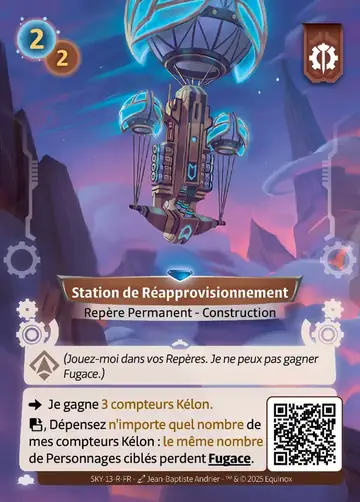 2
2
Station de Réapprovisionnement
Repère Permanent - Construction
(Jouez-moi dans vos Repères. Je ne peux pas gagner
Fugace.)
Je gagne 3 compteurs Kélon.
, Dépensez n'importe quel nombre de
mes compteurs Kélon : le même nombre
de Personnages ciblés perdent Fugace.
SKY-13-R-FR - Jean-Baptiste Andrier - ™ & © 2025 Equinox